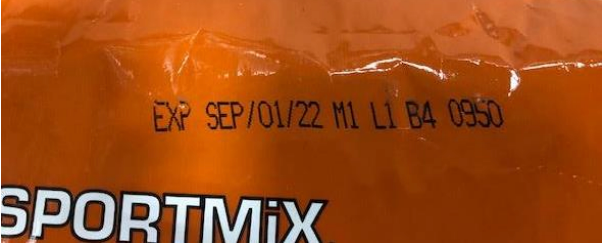 EXP SEP/01/22 M1 L1 B4 0950
SPORTMiX